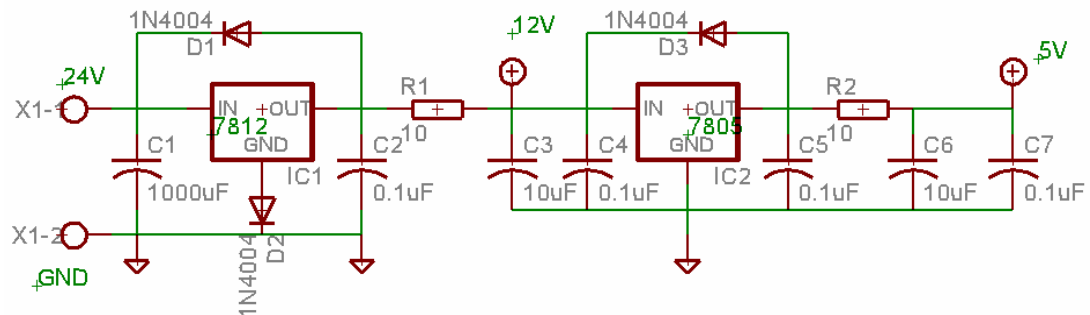 1N4004
D1
24V
X1-1
IN
OUT
7812
GND
IC1
C1
1000uF
1N4004
D2
X1-2
GND
C2
0.1uF
R1
10
12V
C3
10uF
C4
0.1uF
1N4004
D3
IN
OUT
7805
GND
IC2
C5
0.1uF
R2
10
C6
10uF
5V
C7
0.1uF